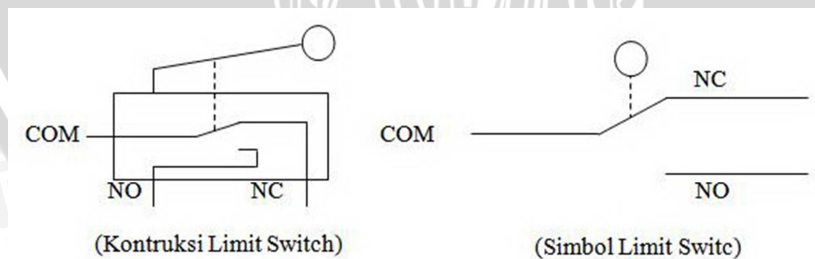 COM
NO
NC
(Kontruksi Limit Switch)
COM
NC
NO
(Simbol Limit Switc)